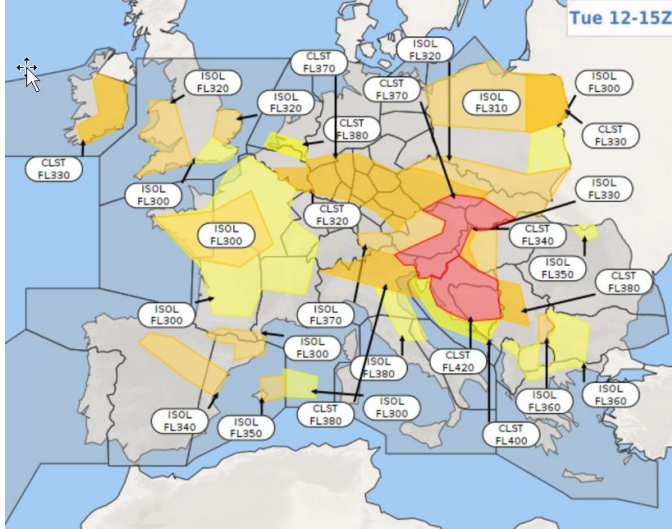 Tue 12-15Z
ISOL
FL320
CLST
FL370
ISOL
FL320
CLST
FL370
ISOL
FL320
ISOL
FL310
ISOL
FL300
CLST
FL380
CLST
FL330
CLST
FL330
ISOL
FL300
ISOL
FL330
CLST
FL320
ISOL
FL300
CLST
FL340
ISOL
FL350
CLST
FL380
ISOL
FL300
ISOL
FL370
ISOL
FL300
ISOL
FL380
CLST
FL420
ISOL
FL360
ISOL
FL360
ISOL
FL340
ISOL
FL350
CLST
FL380
ISOL
FL300
CLST
FL400